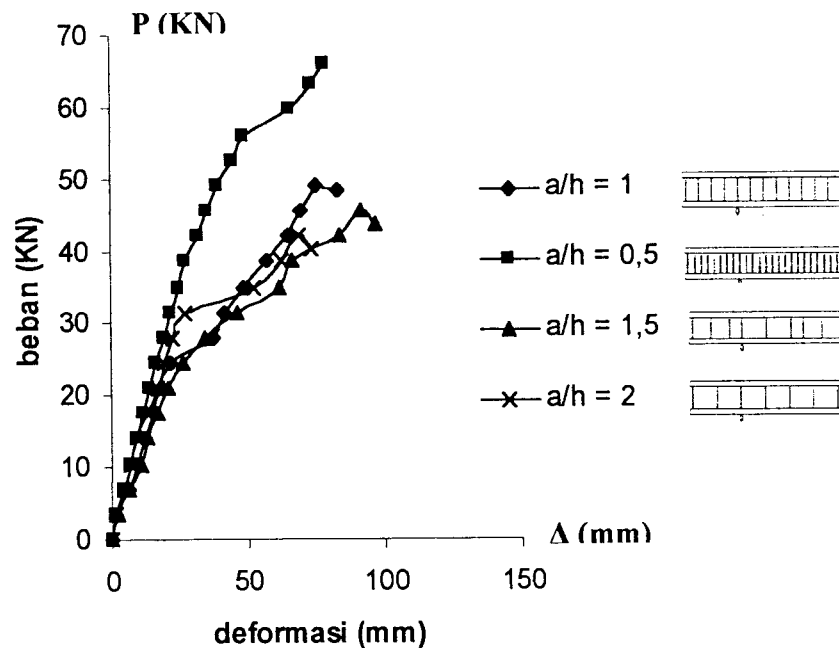 P (KN)
70
60
50
40
30
20
10
0
beban (KN)
0 50 100 150
Δ (mm)
deformasi (mm)
a/h = 1
a/h = 0,5
a/h = 1,5
a/h = 2